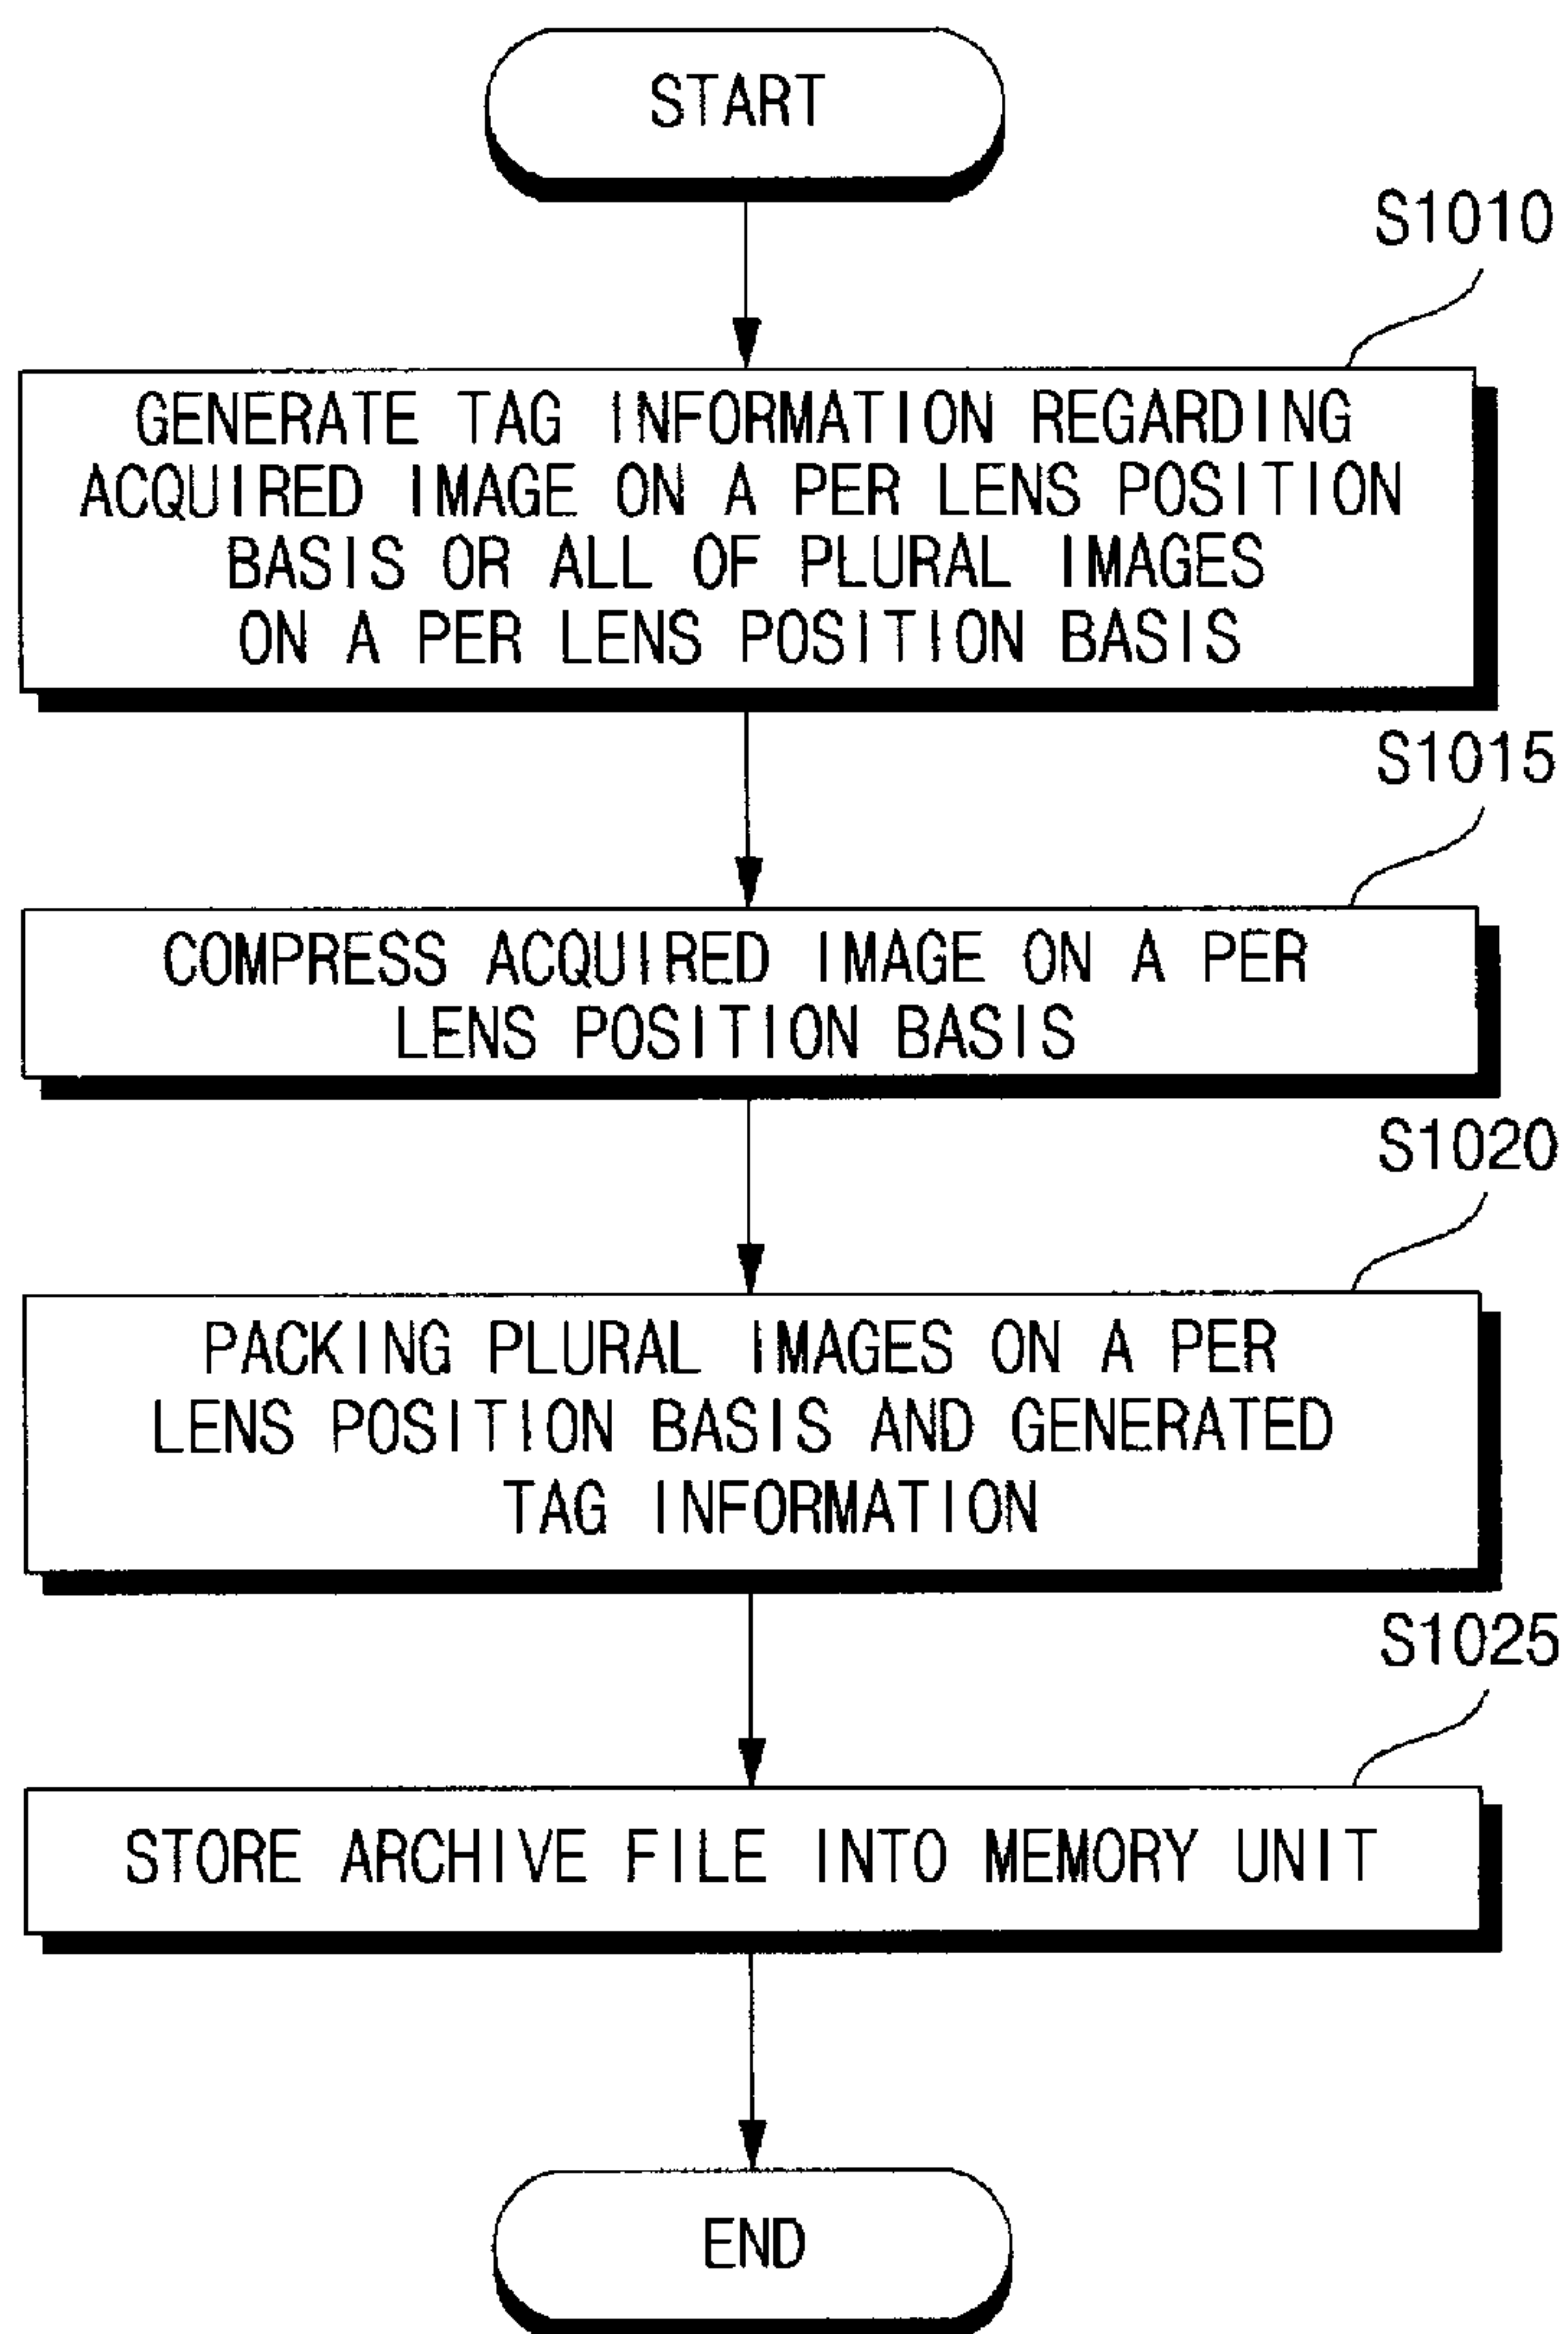 START
S1010
GENERATE TAG INFORMATION REGARDING
ACQUIRED IMAGE ON A PER LENS POSITION
BASIS OR ALL OF PLURAL IMAGES
ON A PER LENS POSITION BASIS
S1015
COMPRESS ACQUIRED IMAGE ON A PER
LENS POSITION BASIS
S1020
PACKING PLURAL IMAGES ON A PER
LENS POSITION BASIS AND GENERATED
TAG INFORMATION
S1025
STORE ARCHIVE FILE INTO MEMORY UNIT
END